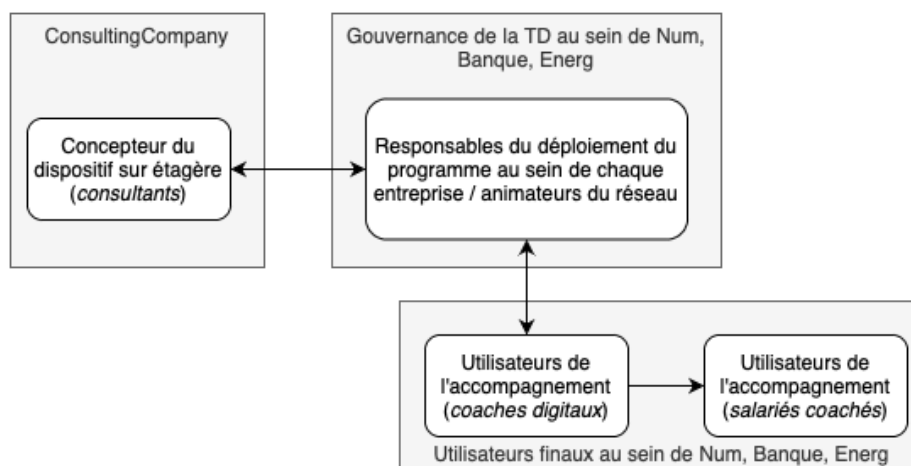 ConsultingCompany
Concepteur du
dispositif sur étagère
(consultants)
Gouvernance de la TD au sein de Num,
Banque, Energ
Responsables du déploiement du
programme au sein de chaque
entreprise / animateurs du réseau
Utilisateurs de
l'accompagnement
(coaches digitaux)
Utilisateurs de
l'accompagnement
(salariés coachés)
Utilisateurs finaux au sein de Num, Banque, Energ